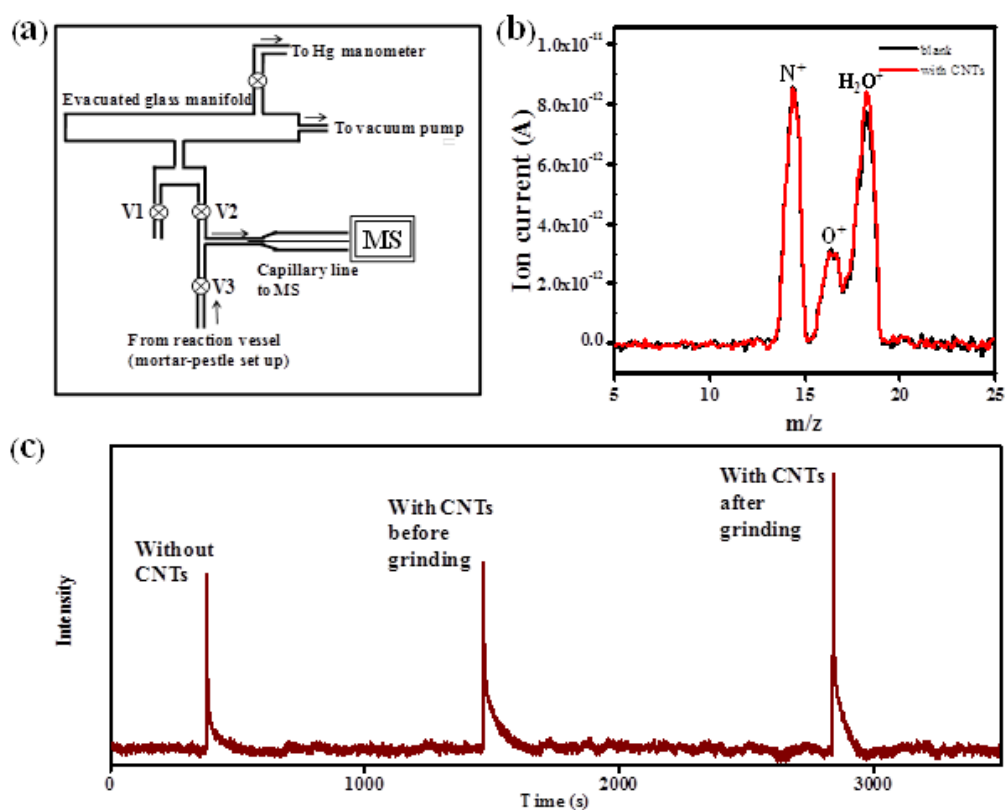 (a)
To Hg manometer
Evacuated glass manifold
To vacuum pump
V1
V2
MS
Capillary line
to MS
V3
From reaction vessel
(mortar-pestle set up)
(b)
1.0x10⁻¹¹
8.0x10⁻¹²
6.0x10⁻¹²
4.0x10⁻¹²
2.0x10⁻¹²
0.0
Ion current (A)
N⁺
O⁺
H₂O⁺
blank
with CNTs
5
10
15
20
25
m/z
(c)
Intensity
Without
CNTs
With CNTs
before
grinding
With CNTs
after
grinding
0
1000
2000
3000
Time (s)